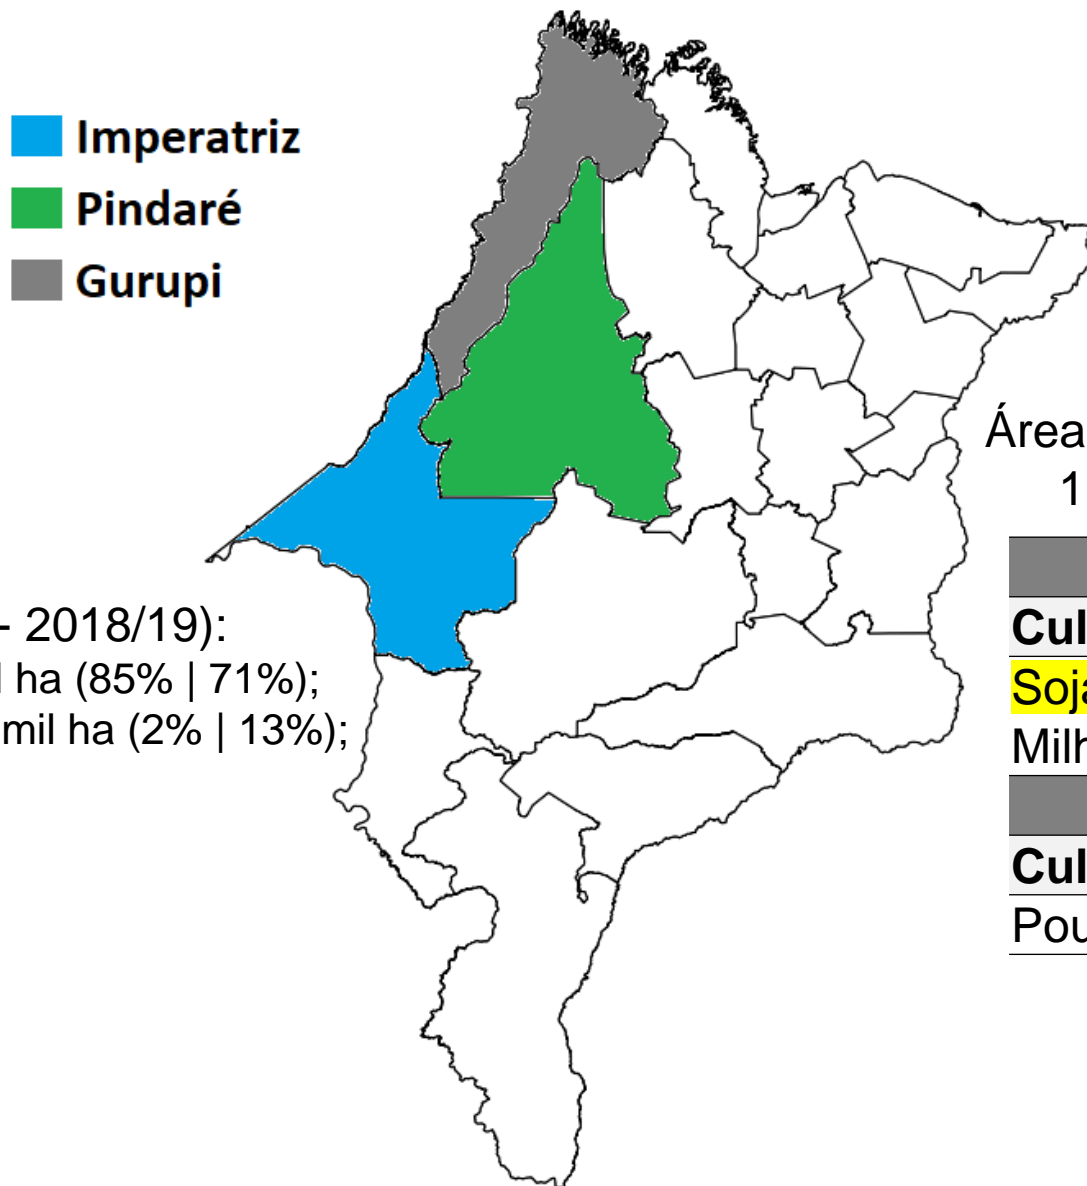 Imperatriz
Pindaré
Gurupi
- 2018/19):
ha (85% | 71%);
mil ha (2% | 13%);
Área
1
Cul
Soja
Milh
Cul
Pou